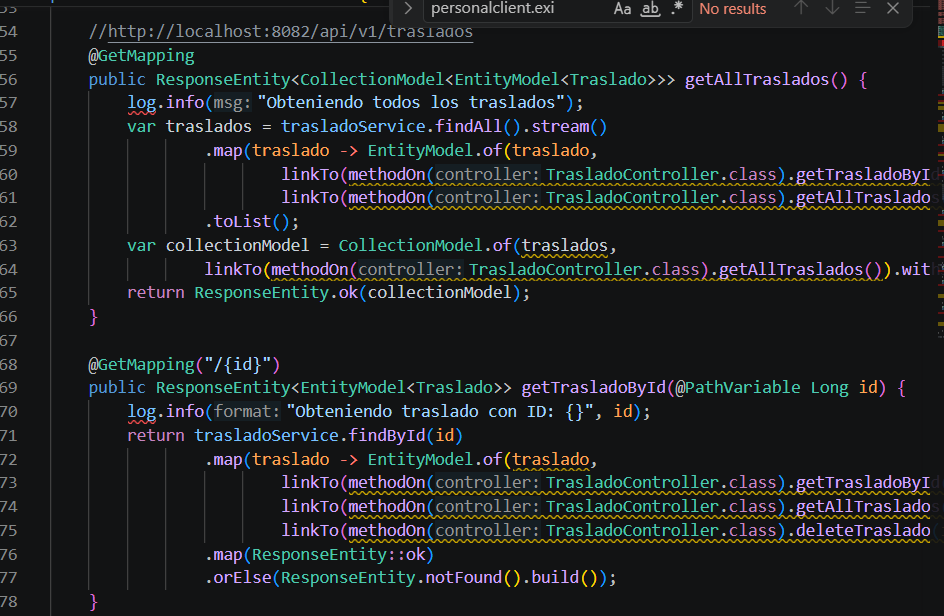 personalclient.exi Aa ab .* No results
54 //http://localhost:8082/api/v1/traslados
55 @GetMapping
56 public ResponseEntity<CollectionModel<EntityModel<Traslado>>> getAllTraslados() {
57 log.info(msg: "Obteniendo todos los traslados");
58 var traslados = trasladoService.findAll().stream()
59 .map(traslado -> EntityModel.of(traslado,
60 linkTo(methodOn(controller: TrasladoController.class).getTrasladoByI
61 linkTo(methodOn(controller: TrasladoController.class).getAllTraslado
62 .toList();
63 var collectionModel = CollectionModel.of(traslados,
64 linkTo(methodOn(controller: TrasladoController.class).getAllTraslados()).wit
65 return ResponseEntity.ok(collectionModel);
66 }
67
68 @GetMapping("/{id}")
69 public ResponseEntity<EntityModel<Traslado>> getTrasladoById(@PathVariable Long id) {
70 log.info(format: "Obteniendo traslado con ID: {}", id);
71 return trasladoService.findById(id)
72 .map(traslado -> EntityModel.of(traslado,
73 linkTo(methodOn(controller: TrasladoController.class).getTrasladoByI
74 linkTo(methodOn(controller: TrasladoController.class).getAllTraslado
75 linkTo(methodOn(controller: TrasladoController.class).deleteTraslado
76 .map(ResponseEntity::ok)
77 .orElse(ResponseEntity.notFound().build());
78 }